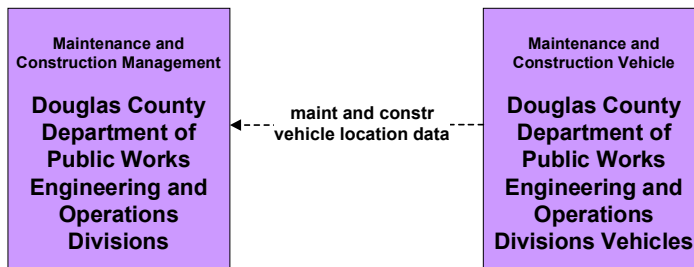 Maintenance and
Construction Management
Douglas County
Department of
Public Works
Engineering and
Operations
Divisions
maint and constr
vehicle location data
Maintenance and
Construction Vehicle
Douglas County
Department of
Public Works
Engineering and
Operations
Divisions Vehicles